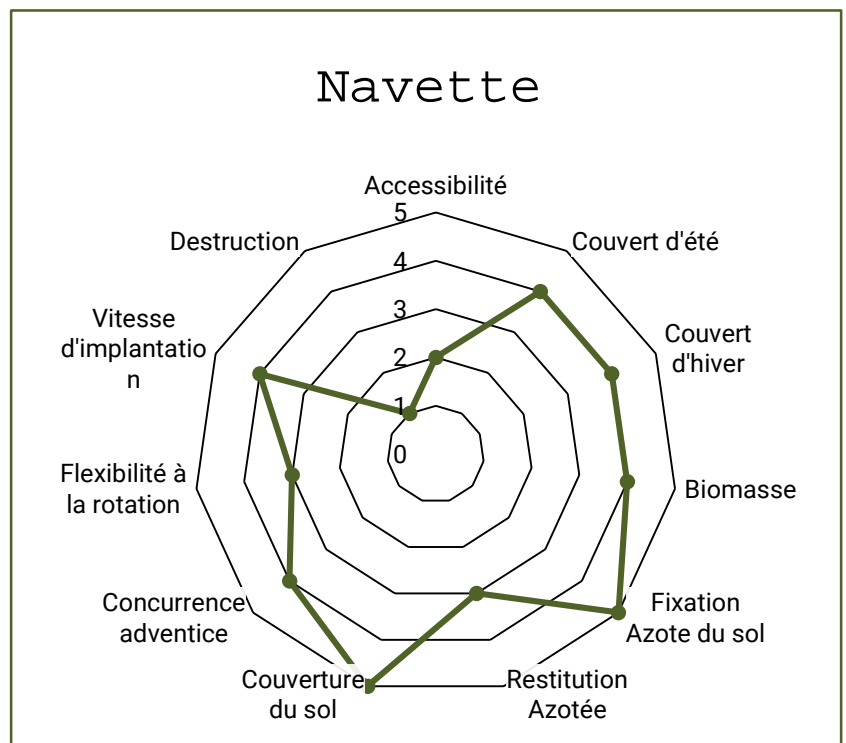 Navette
Accessibilité
5
Destruction
Couvert d'été
4
3
Vitesse
d'implantatio
n
Couvert
d'hiver
2
1
0
Flexibilité à
la rotation
Biomasse
Concurrence
adventice
Fixation
Azote du sol
Couverture
du sol
Restitution
Azotée